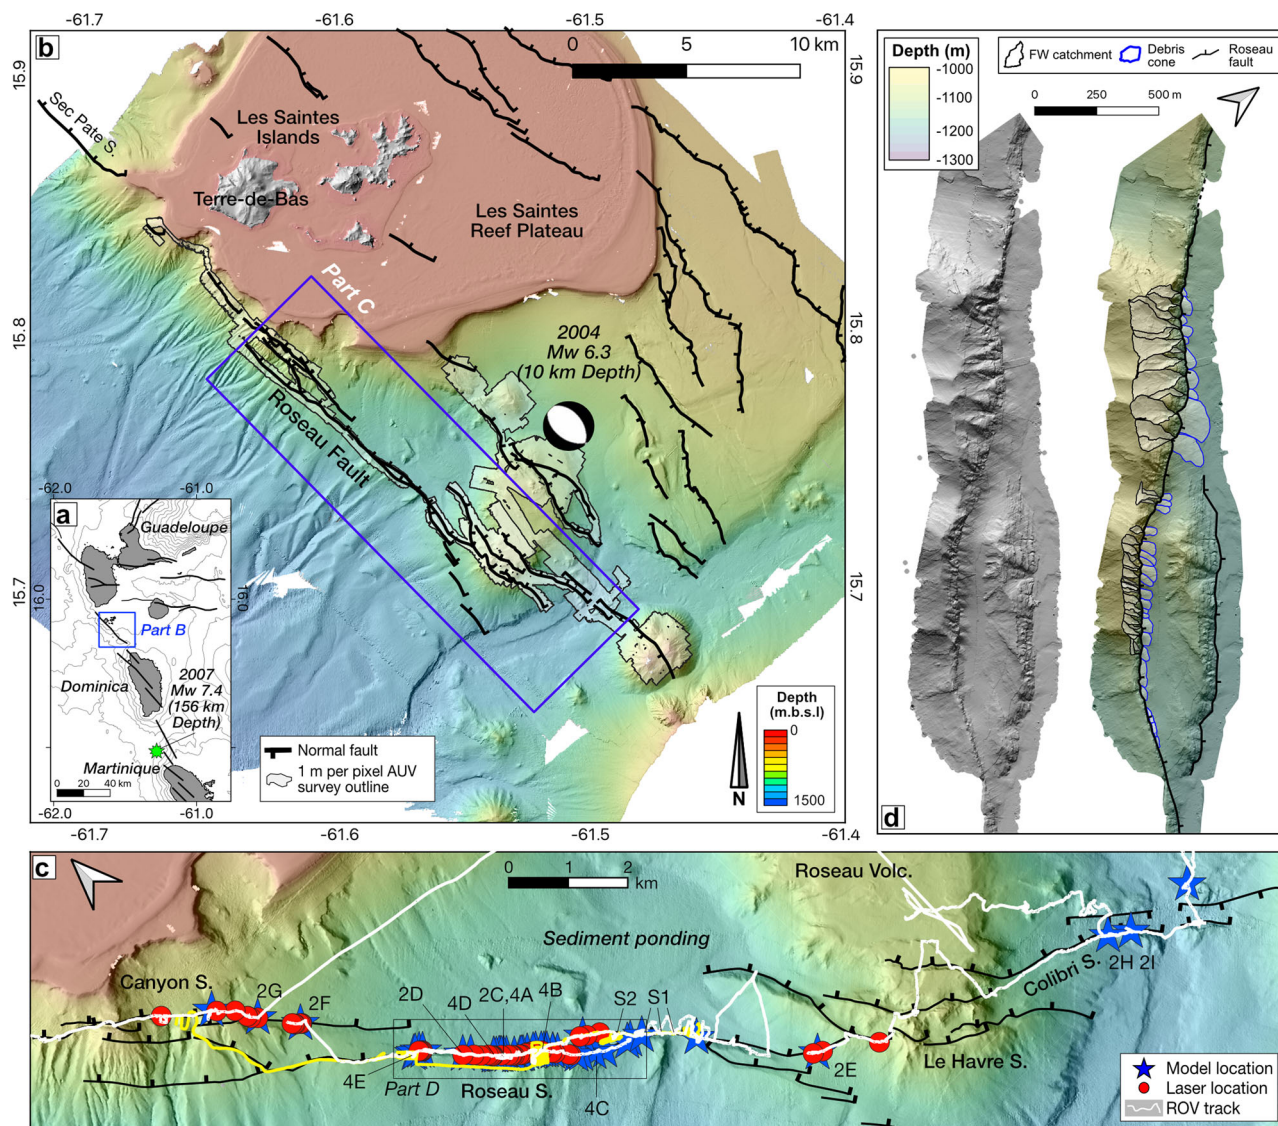 -61.7
-61.6
-61.5
-61.4
b
0
5
10 km
15.9
15.9
Sec Pate S.
Les Saintes
Islands
Terre-de-Bas
Les Saintes
Reef Plateau
Part C
15.8
15.8
2004
Mw 6.3
(10 km Depth)
Roseau Fault
15.7
15.7
-62.0
-61.0
a
Guadeloupe
16.0
16.0
Part B
Dominica
2007
Mw 7.4
(156 km
Depth)
Martinique
0
20
40 km
-62.0
-61.0
Normal fault
1 m per pixel AUV
survey outline
N
Depth
(m.b.s.l)
0
1500
-61.7
-61.6
-61.5
-61.4
Depth (m)
-1000
-1100
-1200
-1300
FW catchment
Debris
cone
Roseau
fault
0
250
500 m
d
c
0
1
2
km
Roseau Volc.
Sediment ponding
Canyon S.
2G
2F
2D
4D
2C,4A
4B
S2
S1
Colibri S.
2H
2I
4E
Part D
Roseau S.
4C
2E
Le Havre S.
Model location
Laser location
ROV track